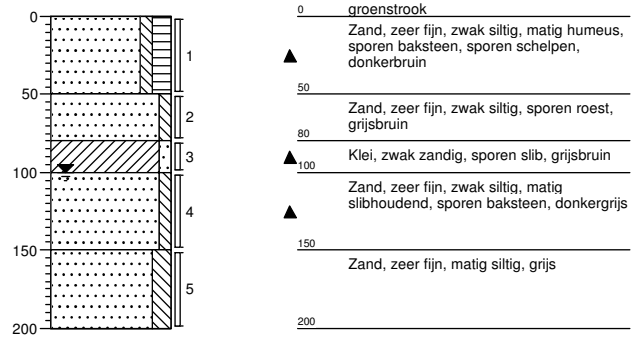 0
50
100
150
200
1
2
3
4
5
0 groenstrook
Zand, zeer fijn, zwak siltig, matig humeus,
sporen baksteen, sporen schelpen,
donkerbruin
50
Zand, zeer fijn, zwak siltig, sporen roest,
grijsbruin
80
Klei, zwak zandig, sporen slib, grijsbruin
100
Zand, zeer fijn, zwak siltig, matig
slibhoudend, sporen baksteen, donkergrijs
150
Zand, zeer fijn, matig siltig, grijs
200